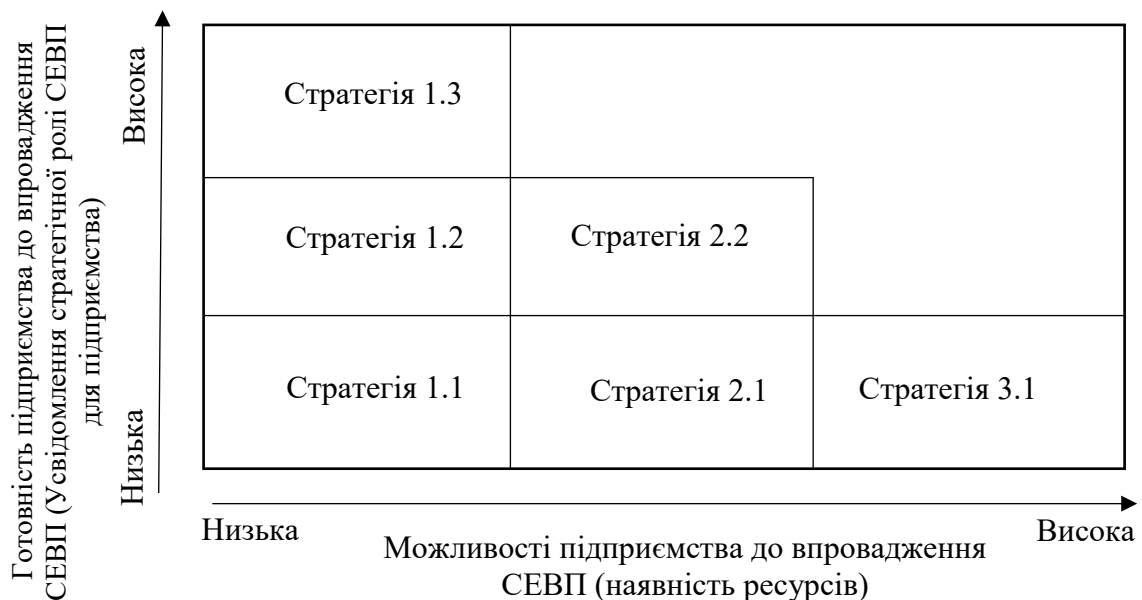 Готовність підприємства до впровадження
СЕВП (Усвідомлення стратегічної ролі СЕВП
для підприємства)
Висока
Низька
Стратегія 1.3
Стратегія 1.2
Стратегія 2.2
Стратегія 1.1
Стратегія 2.1
Стратегія 3.1
Низька
Висока
Можливості підприємства до впровадження
СЕВП (наявність ресурсів)